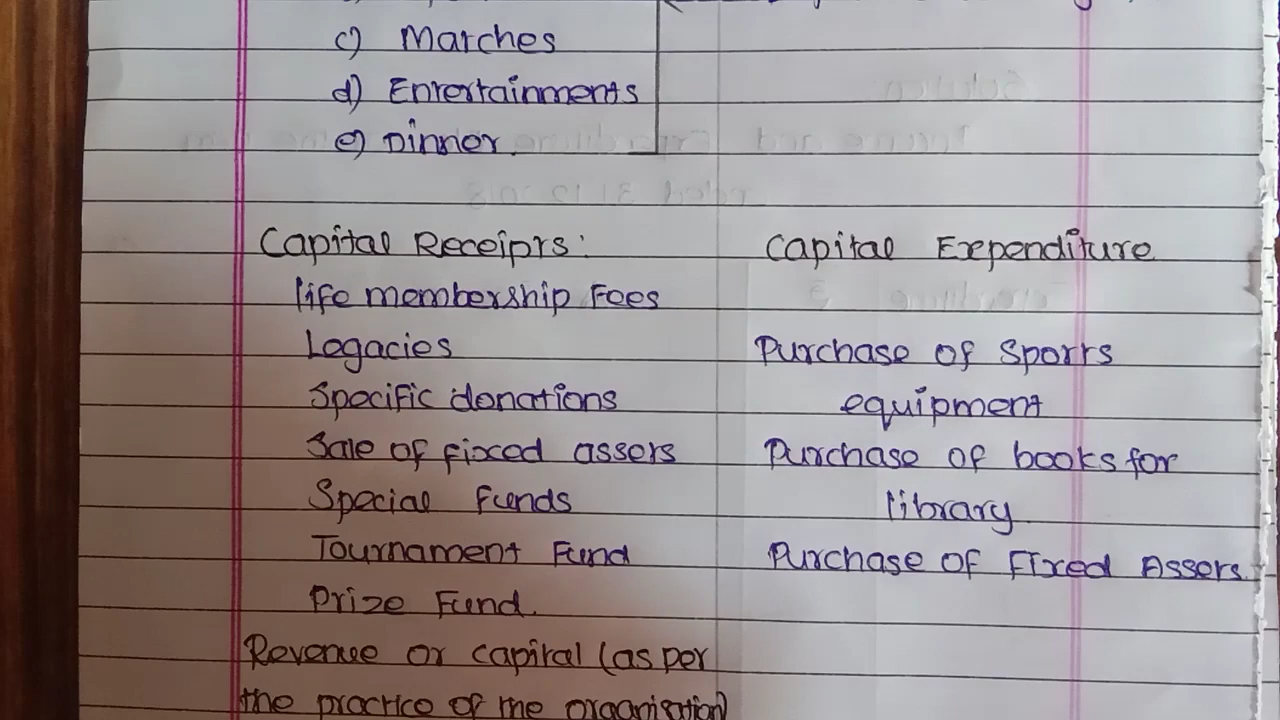 c) Matches
d) Entertainments
e) Dinner
Capital Receipts:
life membership Fees
Legacies
Specific donations
Sale of fixed assets
Special Funds
Tournament Fund
Prize Fund.
Revenue or capital (as per
the practice of the organisation)
Capital Expenditure
Purchase of Sports
equipment
Purchase of books for
library
Purchase of Fixed Assets